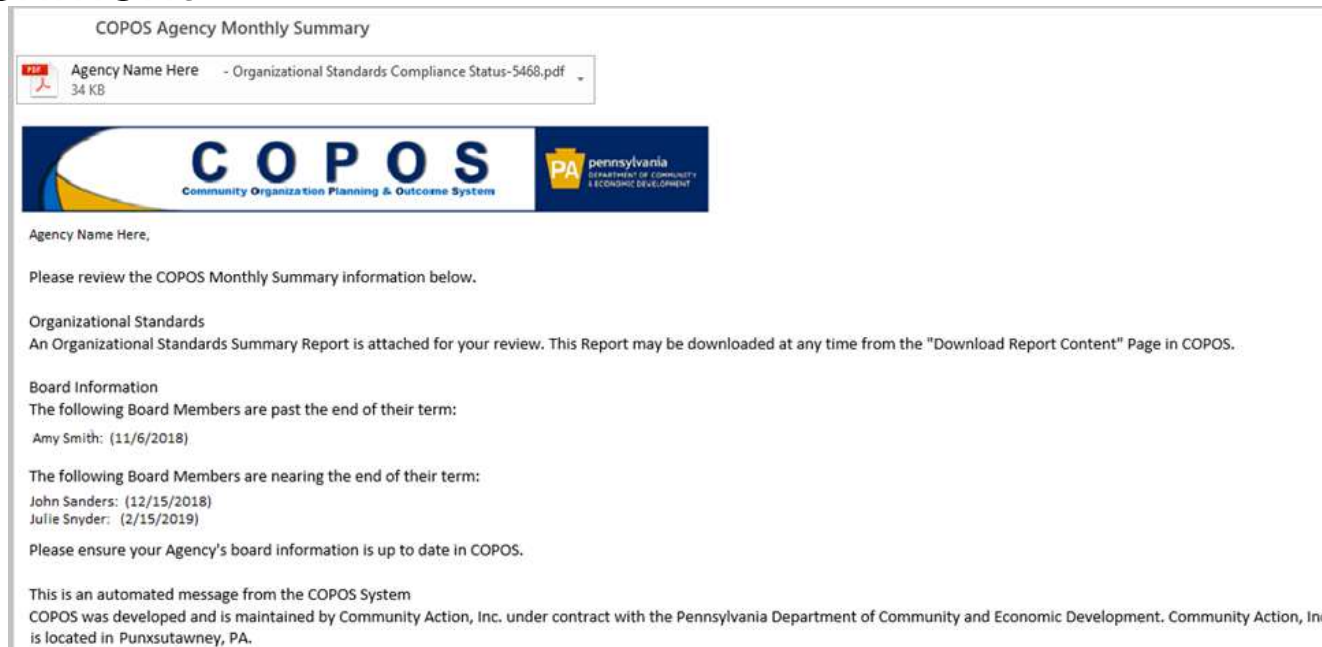 COPOS Agency Monthly Summary
PDF
Agency Name Here - Organizational Standards Compliance Status-5468.pdf
34 KB
COPOS
Community Organization Planning & Outcome System
PA
pennsylvania
DEPARTMENT OF COMMUNITY
& ECONOMIC DEVELOPMENT
Agency Name Here,
Please review the COPOS Monthly Summary information below.
Organizational Standards
An Organizational Standards Summary Report is attached for your review. This Report may be downloaded at any time from the "Download Report Content" Page in COPOS.
Board Information
The following Board Members are past the end of their term:
Amy Smith: (11/6/2018)
The following Board Members are nearing the end of their term:
John Sanders: (12/15/2018)
Julie Snyder: (2/15/2019)
Please ensure your Agency's board information is up to date in COPOS.
This is an automated message from the COPOS System
COPOS was developed and is maintained by Community Action, Inc. under contract with the Pennsylvania Department of Community and Economic Development. Community Action, In
is located in Punxsutawney, PA.